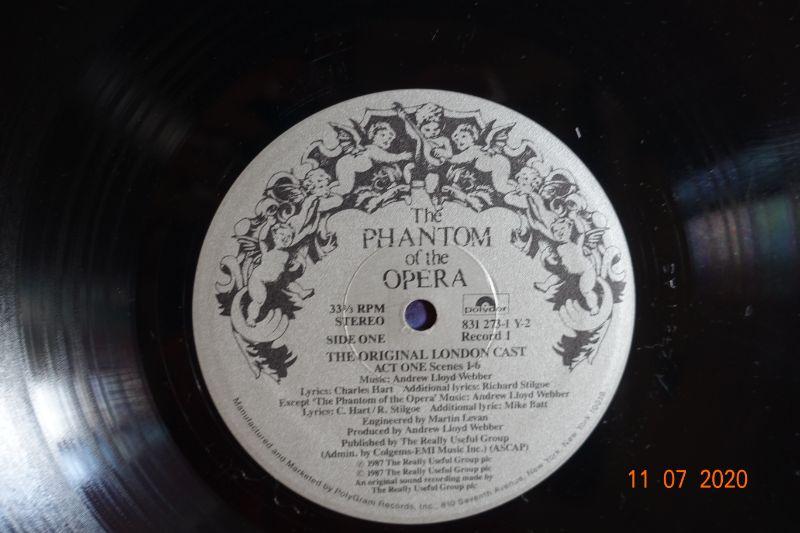 The
PHANTOM
of the
OPERA
33⅓ RPM
STEREO
SIDE ONE
Polydor
831 273-1 Y-2
Record 1
THE ORIGINAL LONDON CAST
ACT ONE Scenes 1-6
Music: Andrew Lloyd Webber
Lyrics: Charles Hart Additional lyrics: Richard Stilgoe
Except 'The Phantom of the Opera' Music: Andrew Lloyd Webber
Lyrics: C. Hart/R. Stilgoe Additional lyric: Mike Batt
Engineered by Martin Levan
Produced by Andrew Lloyd Webber
Published by The Really Useful Group
(Admin. by Colgems-EMI Music Inc.) (ASCAP)
℗ 1987 The Really Useful Group plc
© 1987 The Really Useful Group plc
An original sound recording made by
The Really Useful Group plc
Manufactured and Marketed by PolyGram Records, Inc., 810 Seventh Avenue, New York, New York 10019
11 07 2020